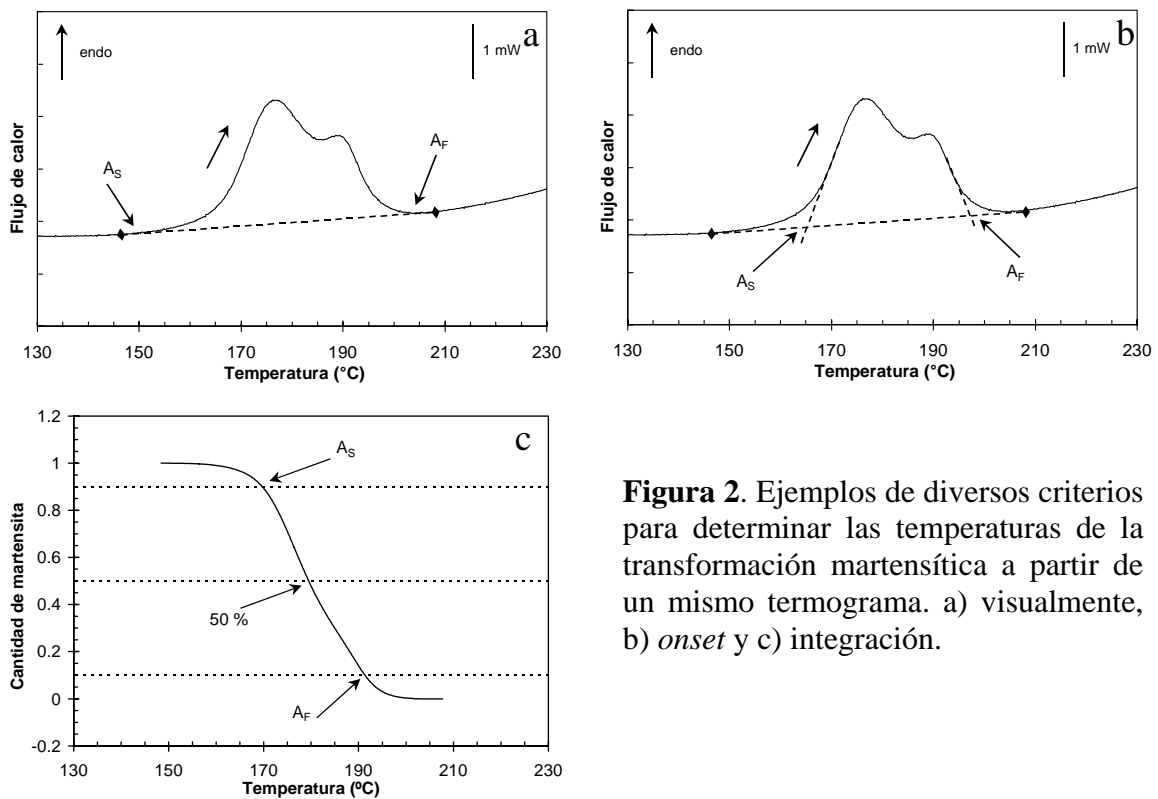 a
endo
1 mW
Flujo de calor
A_S
A_F
130 150 170 190 210 230
Temperatura (°C)
b
endo
1 mW
Flujo de calor
A_S
A_F
130 150 170 190 210 230
Temperatura (°C)
c
Cantidad de martensita
1.2
1
0.8
0.6
0.4
0.2
0
-0.2
A_S
50 %
A_F
130 150 170 190 210 230
Temperatura (ºC)
Figura 2. Ejemplos de diversos criterios
para determinar las temperaturas de la
transformación martensítica a partir de
un mismo termograma. a) visualmente,
b) onset y c) integración.